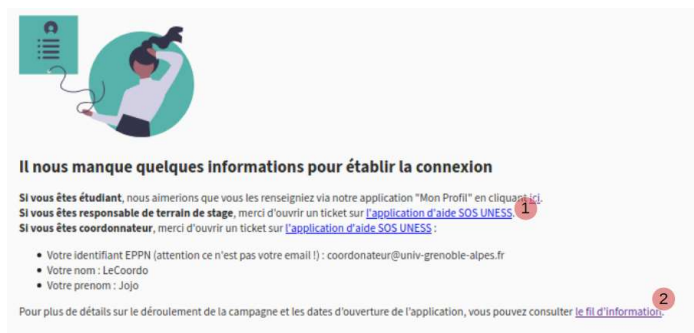 Il nous manque quelques informations pour établir la connexion
Si vous êtes étudiant, nous aimerions que vous les renseigniez via notre application "Mon Profil" en cliquant ici.
Si vous êtes responsable de terrain de stage, merci d'ouvrir un ticket sur l'application d'aide SOS UNESS. 1
Si vous êtes coordonnateur, merci d'ouvrir un ticket sur l'application d'aide SOS UNESS :
• Votre identifiant EPPN (attention ce n'est pas votre email !) : coordonateur@univ-grenoble-alpes.fr
• Votre nom : LeCoordo
• Votre prenom : Jojo
2
Pour plus de détails sur le déroulement de la campagne et les dates d'ouverture de l'application, vous pouvez consulter le fil d'information.